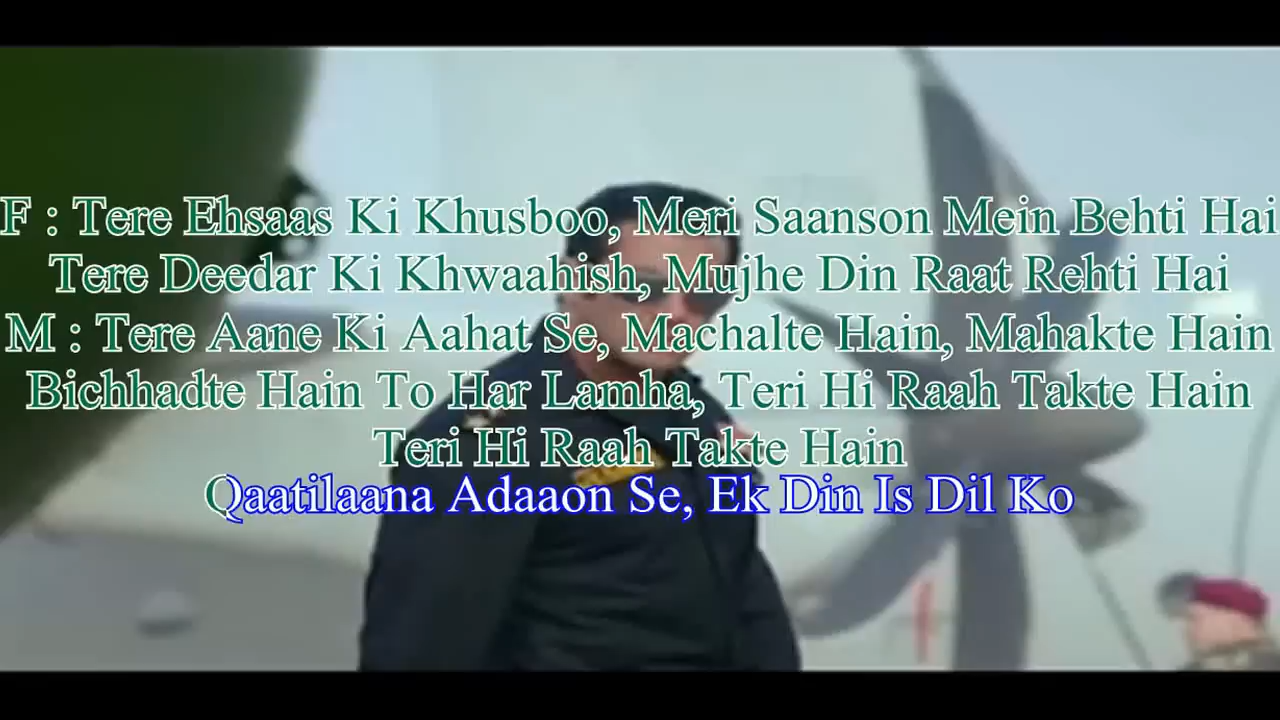 F : Tere Ehsaas Ki Khusboo, Meri Saanson Mein Behti Hai
Tere Deedar Ki Khwaahish, Mujhe Din Raat Rehti Hai
M : Tere Aane Ki Aahat Se, Machalte Hain, Mahakte Hain
Bichhadte Hain To Har Lamha, Teri Hi Raah Takte Hain
Teri Hi Raah Takte Hain
Qaatilaana Adaaon Se, Ek Din Is Dil Ko